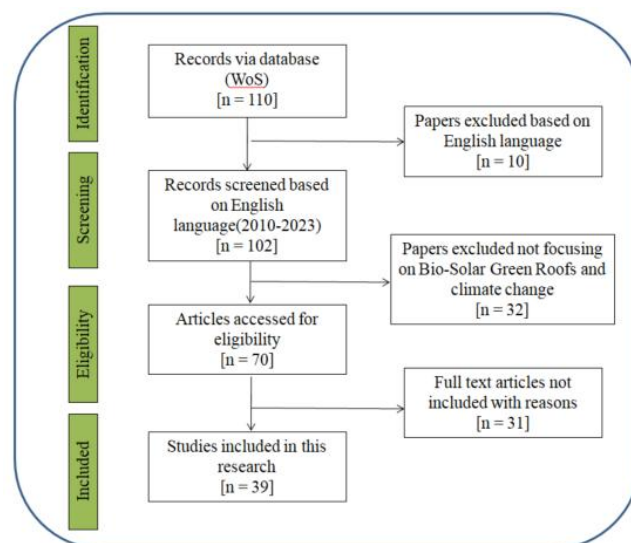 Identification
Records via database
(WoS)
[n = 110]
Papers excluded based on
English language
[n = 10]
Screening
Records screened based
on English
language(2010-2023)
[n = 102]
Papers excluded not focusing
on Bio-Solar Green Roofs and
climate change
[n = 32]
Eligibility
Articles accessed for
eligibility
[n = 70]
Full text articles not
included with reasons
[n = 31]
Included
Studies included in this
research
[n = 39]